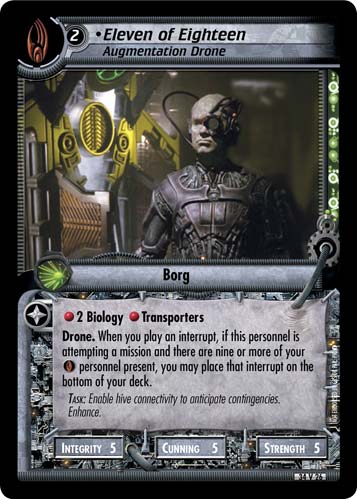 2
•Eleven of Eighteen
Augmentation Drone
Borg
2 Biology Transporters
Drone. When you play an interrupt, if this personnel is
attempting a mission and there are nine or more of your
personnel present, you may place that interrupt on the
bottom of your deck.
Task: Enable hive connectivity to anticipate contingencies.
Enhance.
INTEGRITY 5 CUNNING 5 STRENGTH 5
34 V 26